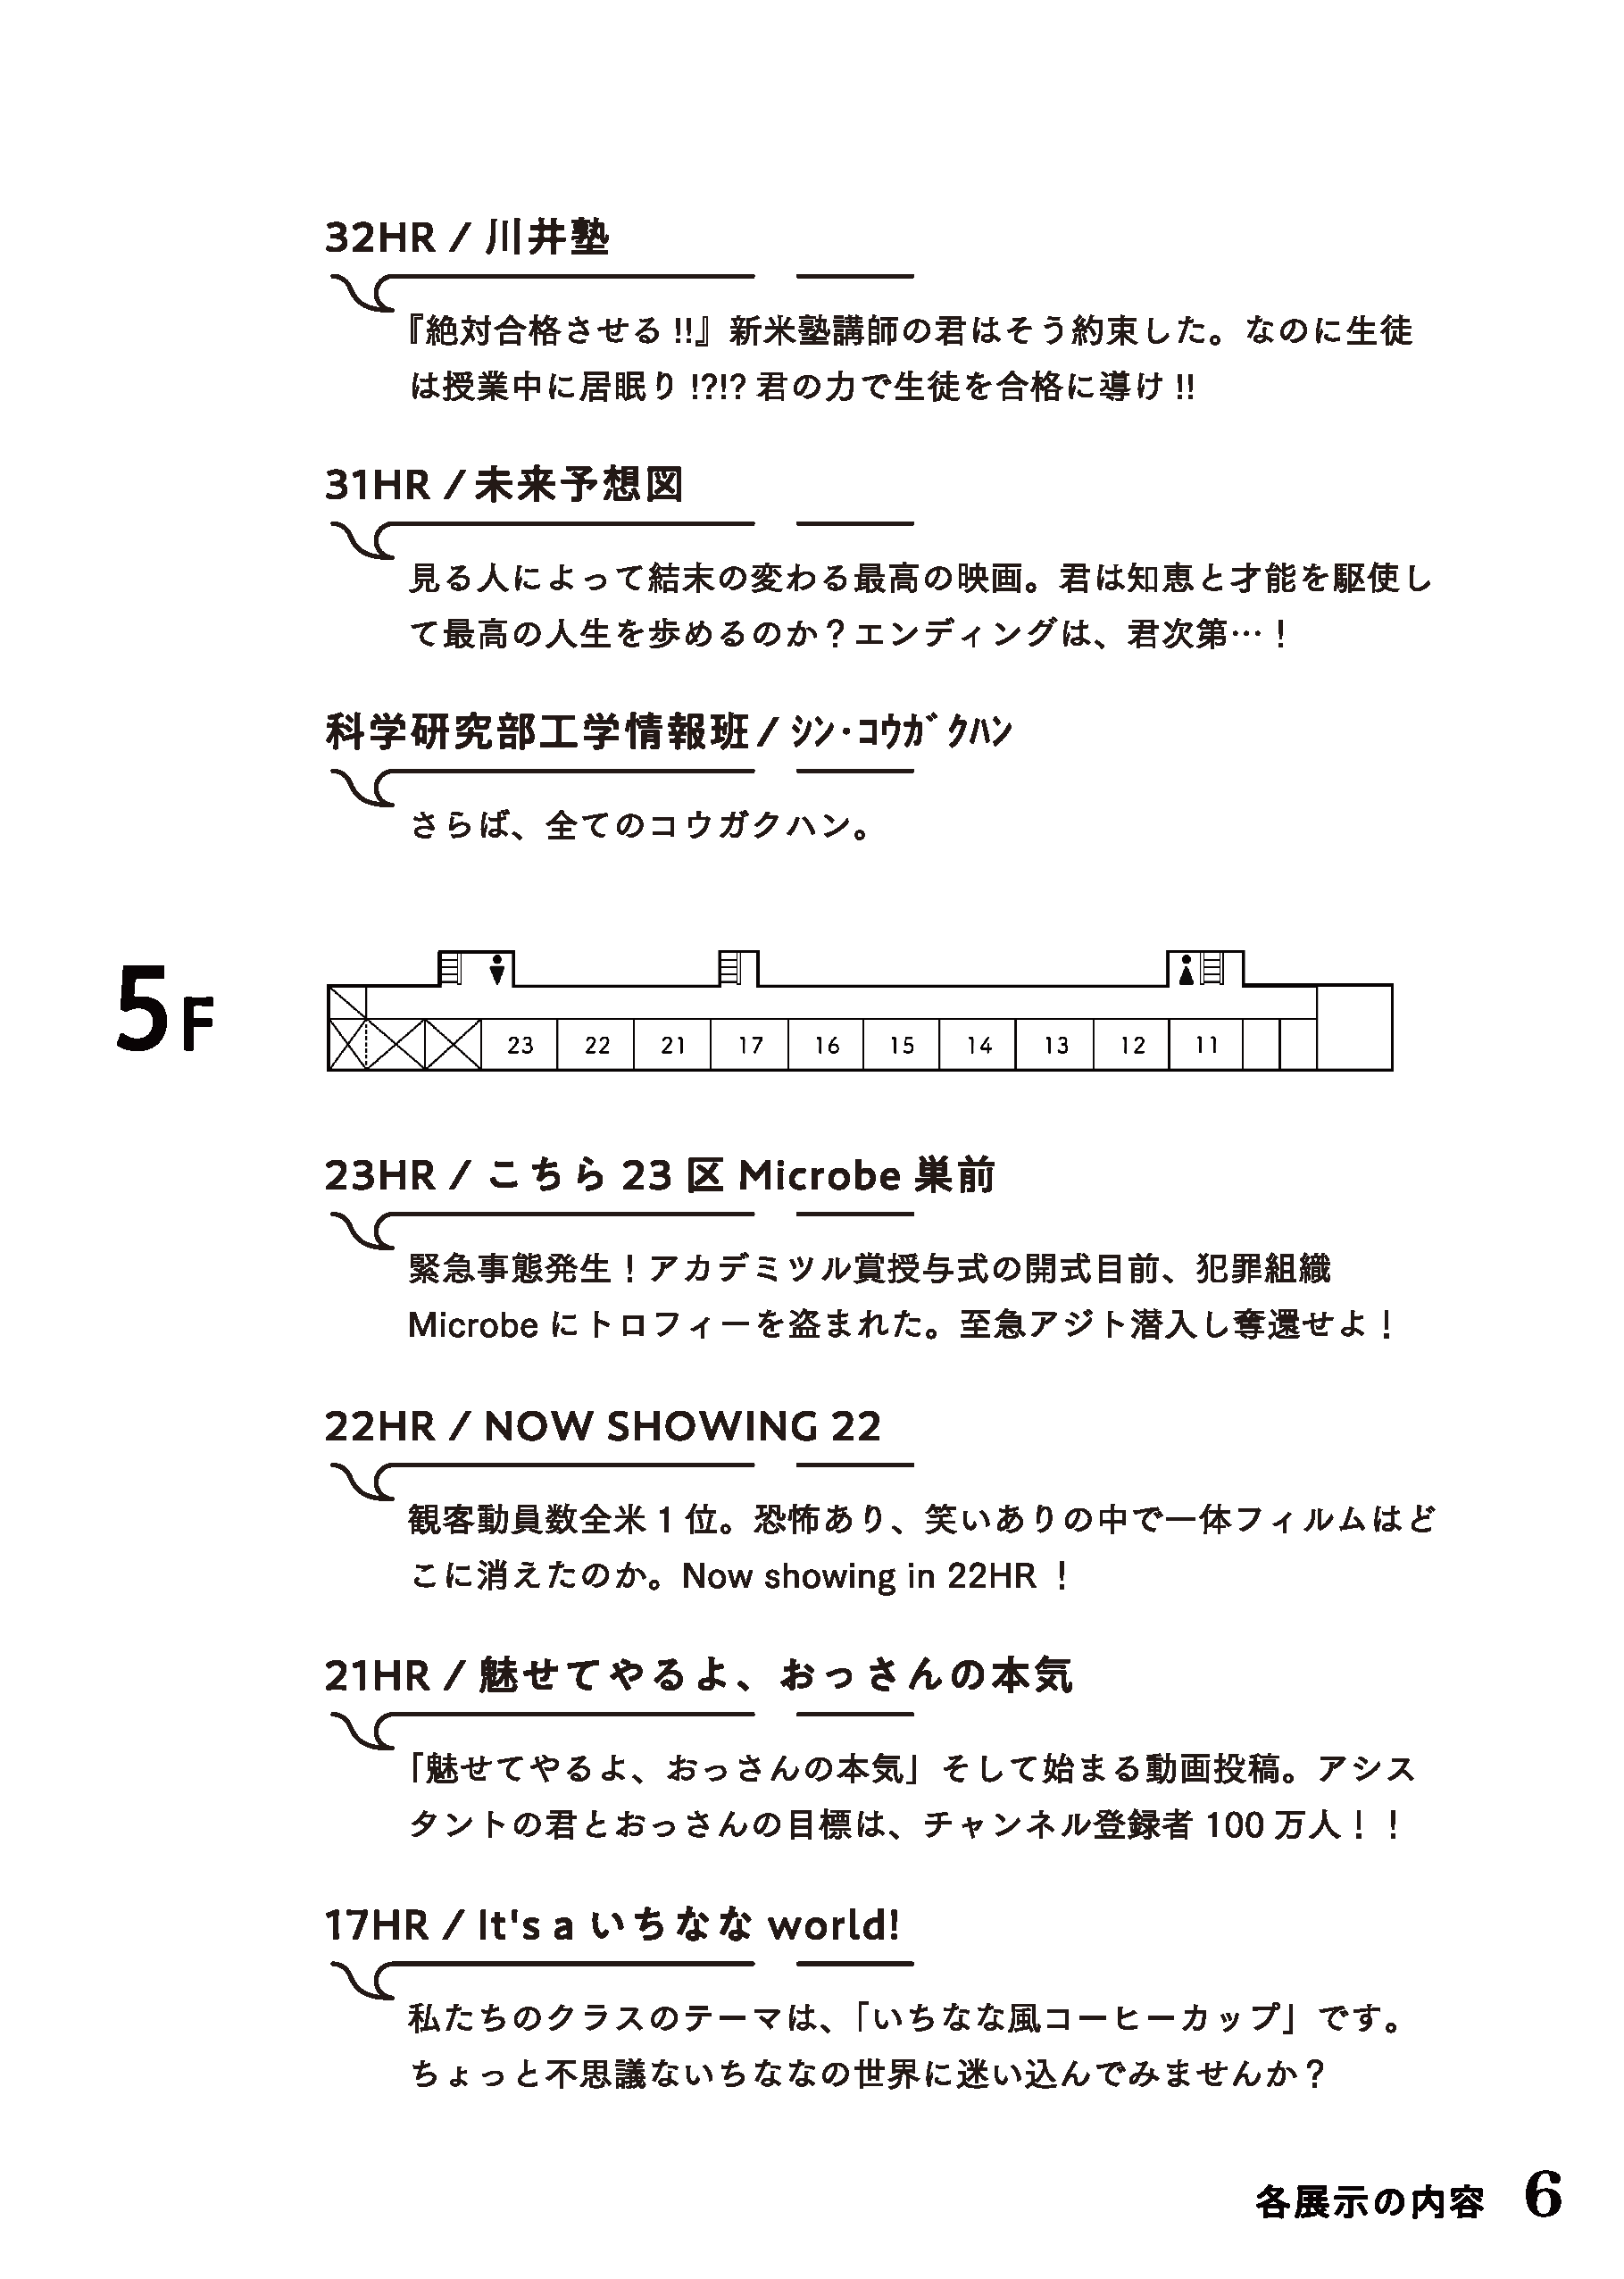 32HR / 川井塾
『絶対合格させる !!』新米塾講師の君はそう約束した。なのに生徒
は授業中に居眠り !?!? 君の力で生徒を合格に導け !!
31HR / 未来予想図
見る人によって結末の変わる最高の映画。君は知恵と才能を駆使し
て最高の人生を歩めるのか？エンディングは、君次第…！
科学研究部工学情報班 / ｼﾝ･ｺｳｶﾞｸﾊﾝ
さらば、全てのコウガクハン。
5F
23 22 21 17 16 15 14 13 12 11
23HR / こちら 23 区 Microbe 巣前
緊急事態発生！アカデミツル賞授与式の開式目前、犯罪組織
Microbe にトロフィーを盗まれた。至急アジト潜入し奪還せよ！
22HR / NOW SHOWING 22
観客動員数全米 1 位。恐怖あり、笑いありの中で一体フィルムはど
こに消えたのか。Now showing in 22HR ！
21HR / 魅せてやるよ、おっさんの本気
「魅せてやるよ、おっさんの本気」そして始まる動画投稿。アシス
タントの君とおっさんの目標は、チャンネル登録者 100 万人！！
17HR / It's a いちなな world!
私たちのクラスのテーマは、「いちなな風コーヒーカップ」です。
ちょっと不思議ないちななの世界に迷い込んでみませんか？
各展示の内容 6